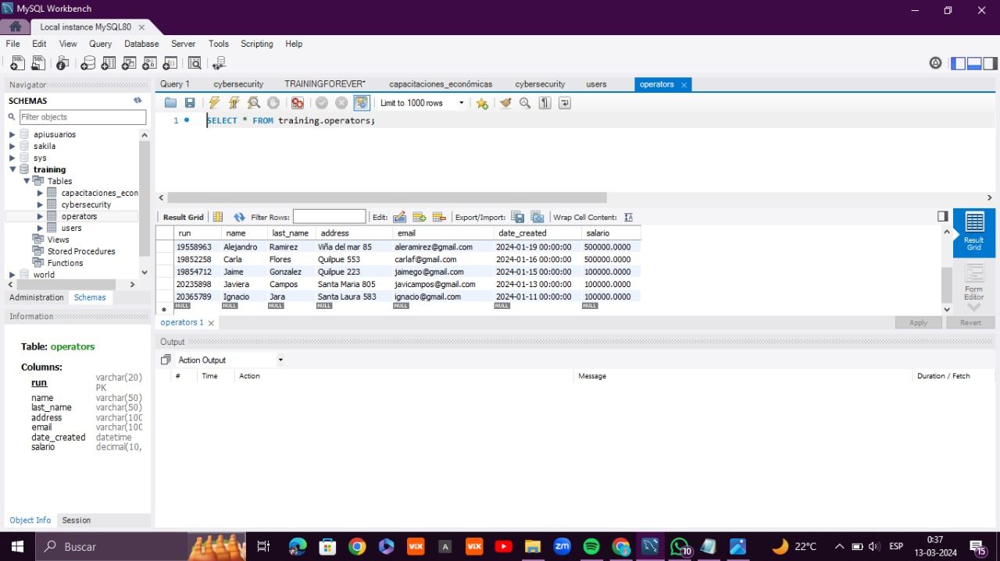 MySQL Workbench
Local instance MySQL80
File Edit View Query Database Server Tools Scripting Help
Navigator
SCHEMAS
Filter objects
apiusuarios
sakila
sys
training
Tables
capacitaciones_econ
cybersecurity
operators
users
Views
Stored Procedures
Functions
world
Administration Schemas
Information
Table: operators
Columns:
run varchar(20) PK
name varchar(50)
last_name varchar(50)
address varchar(100
email varchar(100
date_created datetime
salario decimal(10,
Object Info Session
Query 1 cybersecurity TRAININGFOREVER* capacitaciones_económicas cybersecurity users operators
Limit to 1000 rows
1 SELECT * FROM training.operators;
Result Grid Filter Rows: Edit: Export/Import: Wrap Cell Content:
run name last_name address email date_created salario
19558963 Alejandro Ramirez Viña del mar 85 aleramirez@gmail.com 2024-01-19 00:00:00 500000.0000
19852258 Carla Flores Quilpue 553 carlaf@gmail.com 2024-01-16 00:00:00 500000.0000
19854712 Jaime Gonzalez Quilpue 223 jaimego@gmail.com 2024-01-15 00:00:00 100000.0000
20235898 Javiera Campos Santa Maria 805 javicampos@gmail.com 2024-01-13 00:00:00 100000.0000
20365789 Ignacio Jara Santa Laura 583 ignacio@gmail.com 2024-01-11 00:00:00 100000.0000
* NULL NULL NULL NULL NULL NULL NULL
Result Grid
Form Editor
operators 1 Apply Revert
Output
Action Output
# Time Action Message Duration / Fetch
Buscar
ViX
A
ViX
zm
10
22°C
ESP
0:37
13-03-2024
15